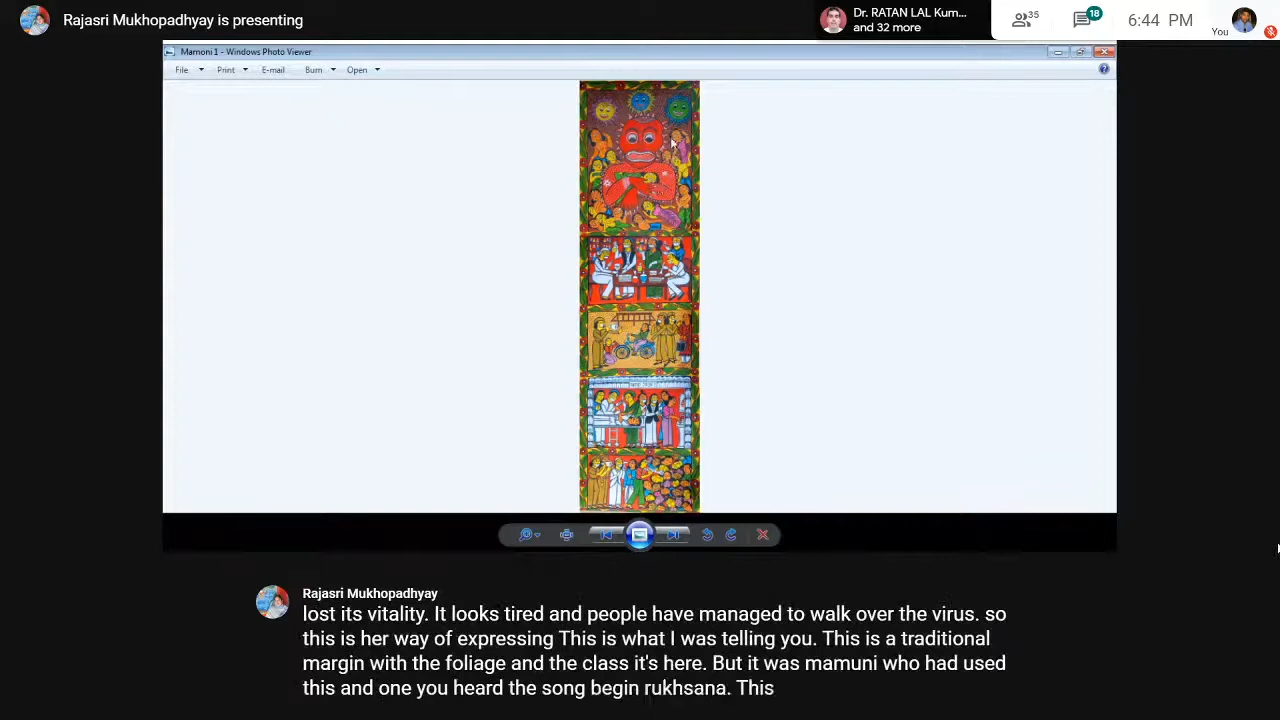 Rajasri Mukhopadhyay is presenting
Dr. RATAN LAL Kum...
and 32 more
35
18
6:44 PM
You
Mamoni 1 - Windows Photo Viewer
File Print E-mail Burn Open
Rajasri Mukhopadhyay
lost its vitality. It looks tired and people have managed to walk over the virus. so
this is her way of expressing This is what I was telling you. This is a traditional
margin with the foliage and the class it's here. But it was mamuni who had used
this and one you heard the song begin rukhsana. This